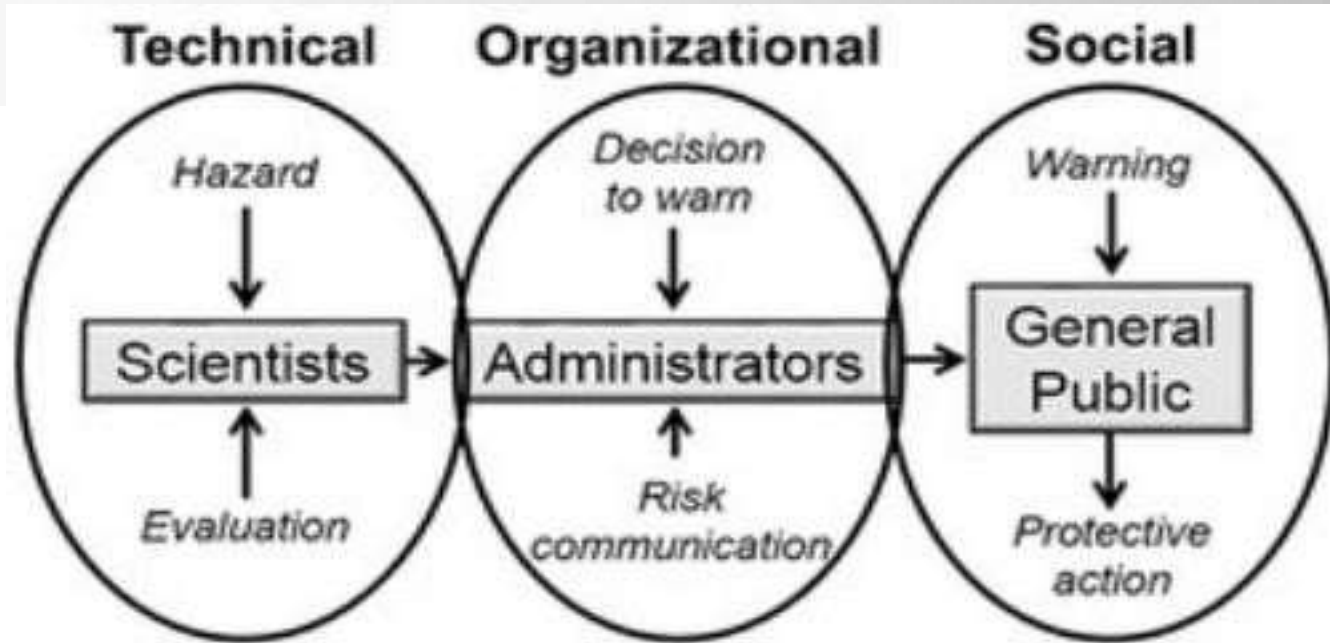 Technical
Organizational
Social
Hazard
Decision
to warn
Warning
Scientists
Administrators
General
Public
Evaluation
Risk
communication
Protective
action